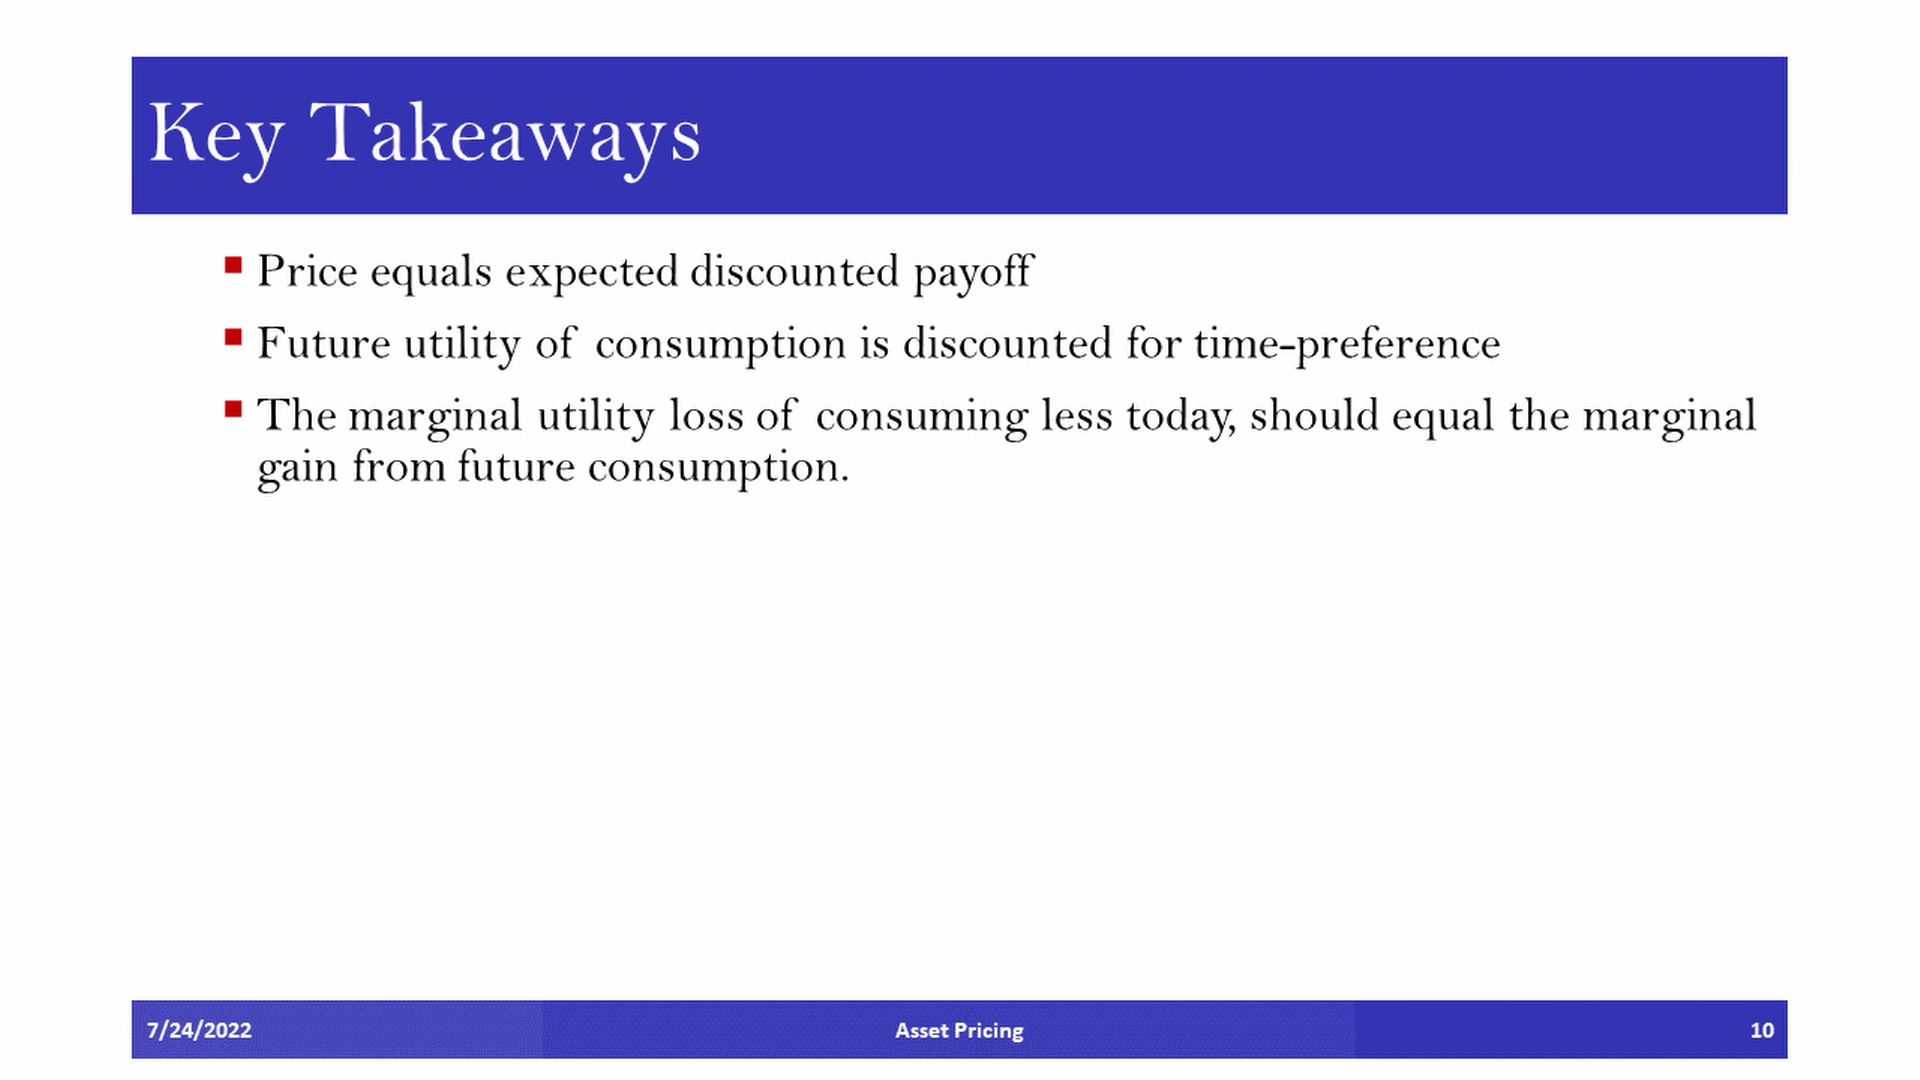 Key Takeaways
Price equals expected discounted payoff
Future utility of consumption is discounted for time-preference
The marginal utility loss of consuming less today, should equal the marginal
gain from future consumption.
7/24/2022
Asset Pricing
10